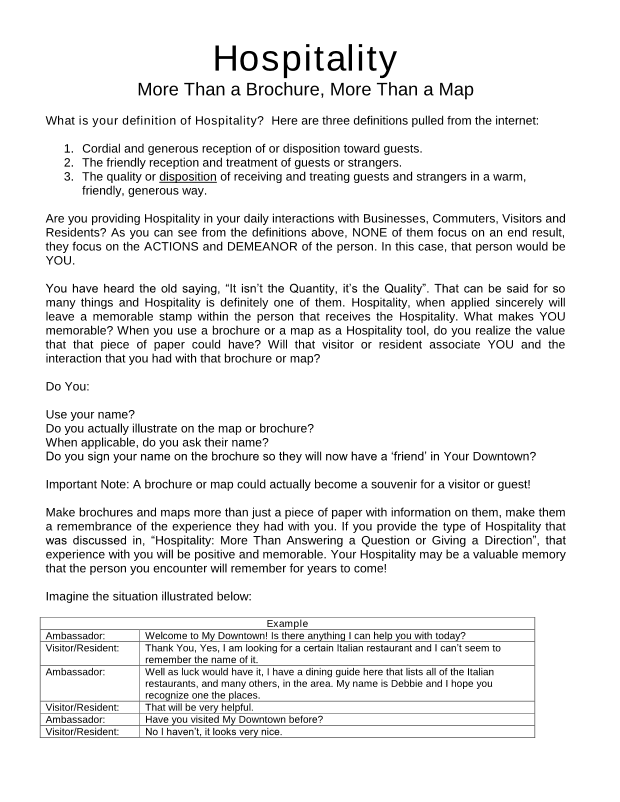 Hospitality
More Than a Brochure, More Than a Map
What is your definition of Hospitality?  Here are three definitions pulled from the internet:
1. Cordial and generous reception of or disposition toward guests.
2. The friendly reception and treatment of guests or strangers.
3. The quality or disposition of receiving and treating guests and strangers in a warm,
friendly, generous way.
Are you providing Hospitality in your daily interactions with Businesses, Commuters, Visitors and
Residents? As you can see from the definitions above, NONE of them focus on an end result,
they focus on the ACTIONS and DEMEANOR of the person. In this case, that person would be
YOU.
You have heard the old saying, “It isn’t the Quantity, it’s the Quality”. That can be said for so
many things and Hospitality is definitely one of them. Hospitality, when applied sincerely will
leave a memorable stamp within the person that receives the Hospitality. What makes YOU
memorable? When you use a brochure or a map as a Hospitality tool, do you realize the value
that that piece of paper could have? Will that visitor or resident associate YOU and the
interaction that you had with that brochure or map?
Do You:
Use your name?
Do you actually illustrate on the map or brochure?
When applicable, do you ask their name?
Do you sign your name on the brochure so they will now have a ‘friend’ in Your Downtown?
Important Note: A brochure or map could actually become a souvenir for a visitor or guest!
Make brochures and maps more than just a piece of paper with information on them, make them
a remembrance of the experience they had with you. If you provide the type of Hospitality that
was discussed in, “Hospitality: More Than Answering a Question or Giving a Direction”, that
experience with you will be positive and memorable. Your Hospitality may be a valuable memory
that the person you encounter will remember for years to come!
Imagine the situation illustrated below:
Example
Ambassador: Welcome to My Downtown! Is there anything I can help you with today?
Visitor/Resident: Thank You, Yes, I am looking for a certain Italian restaurant and I can’t seem to
remember the name of it.
Ambassador: Well as luck would have it, I have a dining guide here that lists all of the Italian
restaurants, and many others, in the area. My name is Debbie and I hope you
recognize one the places.
Visitor/Resident: That will be very helpful.
Ambassador: Have you visited My Downtown before?
Visitor/Resident: No I haven’t, it looks very nice.